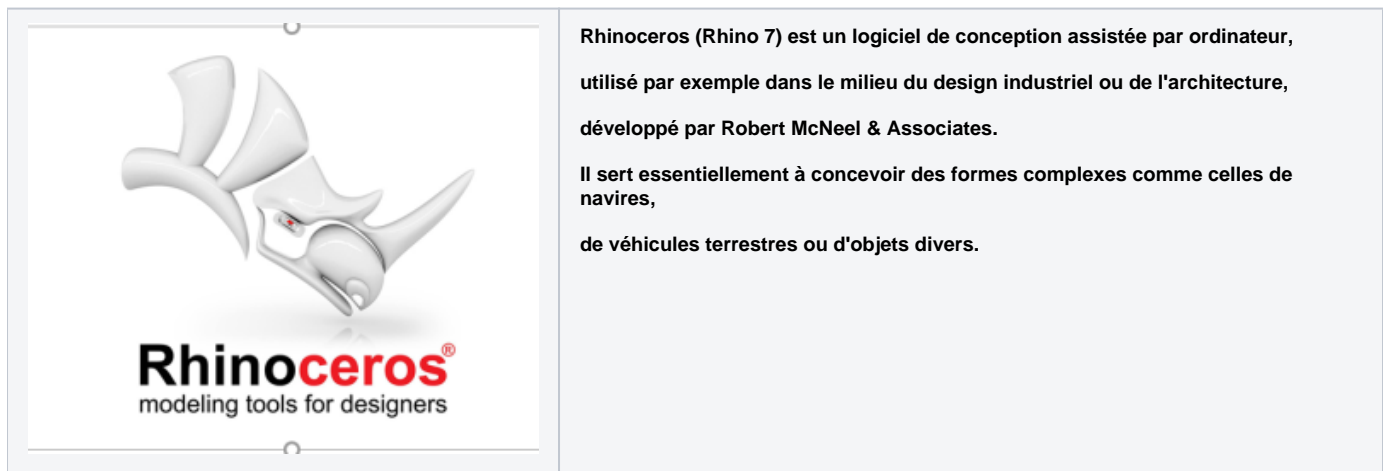 Rhinoceros®
modeling tools for designers
Rhinoceros (Rhino 7) est un logiciel de conception assistée par ordinateur,
utilisé par exemple dans le milieu du design industriel ou de l'architecture,
développé par Robert McNeel & Associates.
Il sert essentiellement à concevoir des formes complexes comme celles de
navires,
de véhicules terrestres ou d'objets divers.